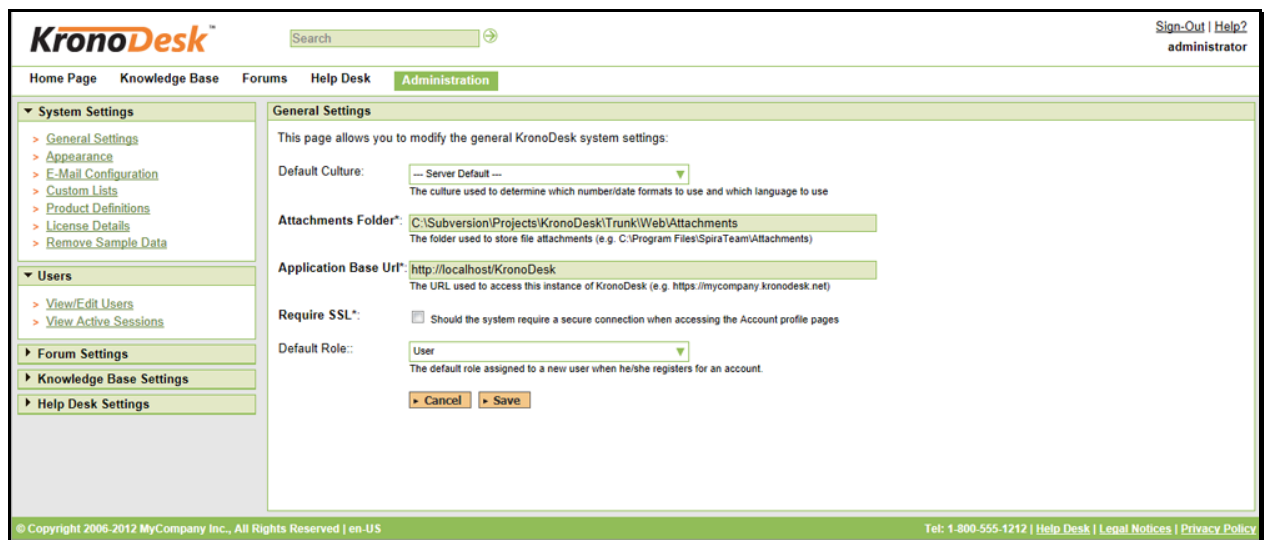 KronoDesk™
Search
Sign-Out | Help?
administrator
Home Page Knowledge Base Forums Help Desk Administration
System Settings
> General Settings
> Appearance
> E-Mail Configuration
> Custom Lists
> Product Definitions
> License Details
> Remove Sample Data
Users
> View/Edit Users
> View Active Sessions
Forum Settings
Knowledge Base Settings
Help Desk Settings
General Settings
This page allows you to modify the general KronoDesk system settings:
Default Culture: --- Server Default ---
The culture used to determine which number/date formats to use and which language to use
Attachments Folder*: C:\Subversion\Projects\KronoDesk\Trunk\Web\Attachments
The folder used to store file attachments (e.g. C:\Program Files\SpiraTeam\Attachments)
Application Base Url*: http://localhost/KronoDesk
The URL used to access this instance of KronoDesk (e.g. https://mycompany.kronodesk.net)
Require SSL*: Should the system require a secure connection when accessing the Account profile pages
Default Role:: User
The default role assigned to a new user when he/she registers for an account.
Cancel Save
© Copyright 2006-2012 MyCompany Inc., All Rights Reserved | en-US
Tel: 1-800-555-1212 | Help Desk | Legal Notices | Privacy Policy